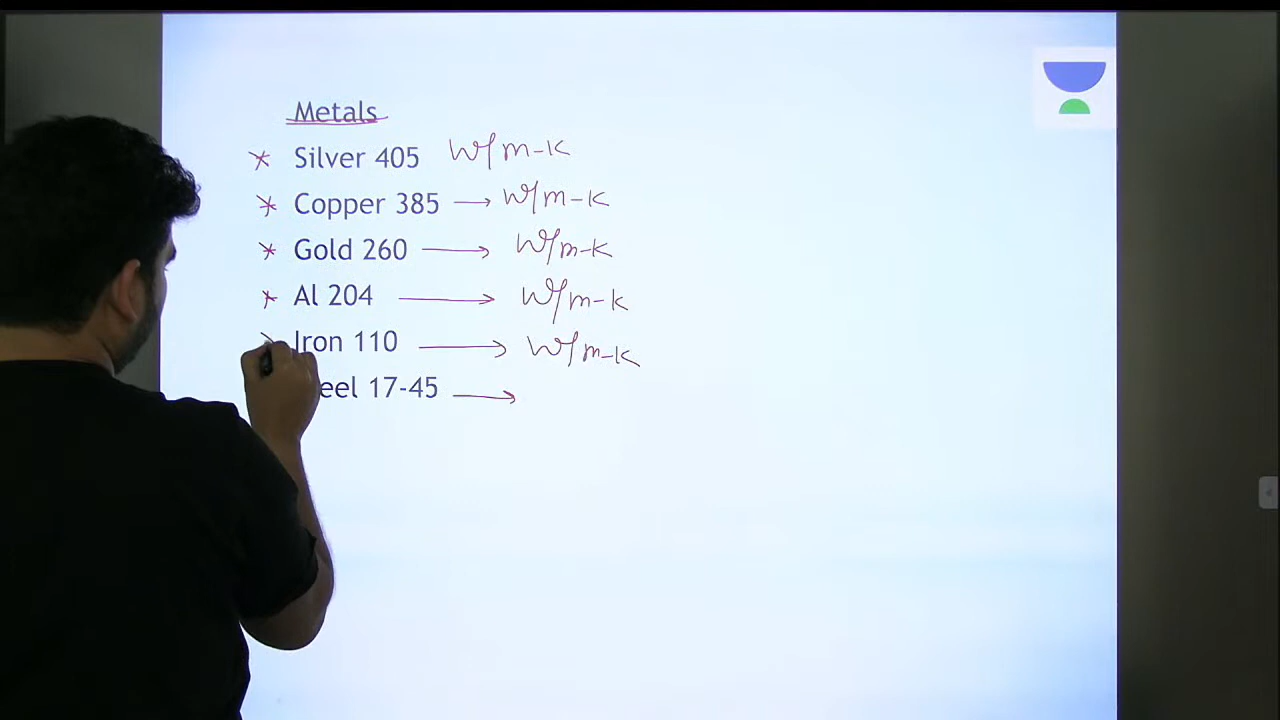 Metals
* Silver 405 W/m-K
* Copper 385 → W/m-K
* Gold 260 → W/m-K
* Al 204 → W/m-K
Iron 110 → W/m-K
eel 17-45 →